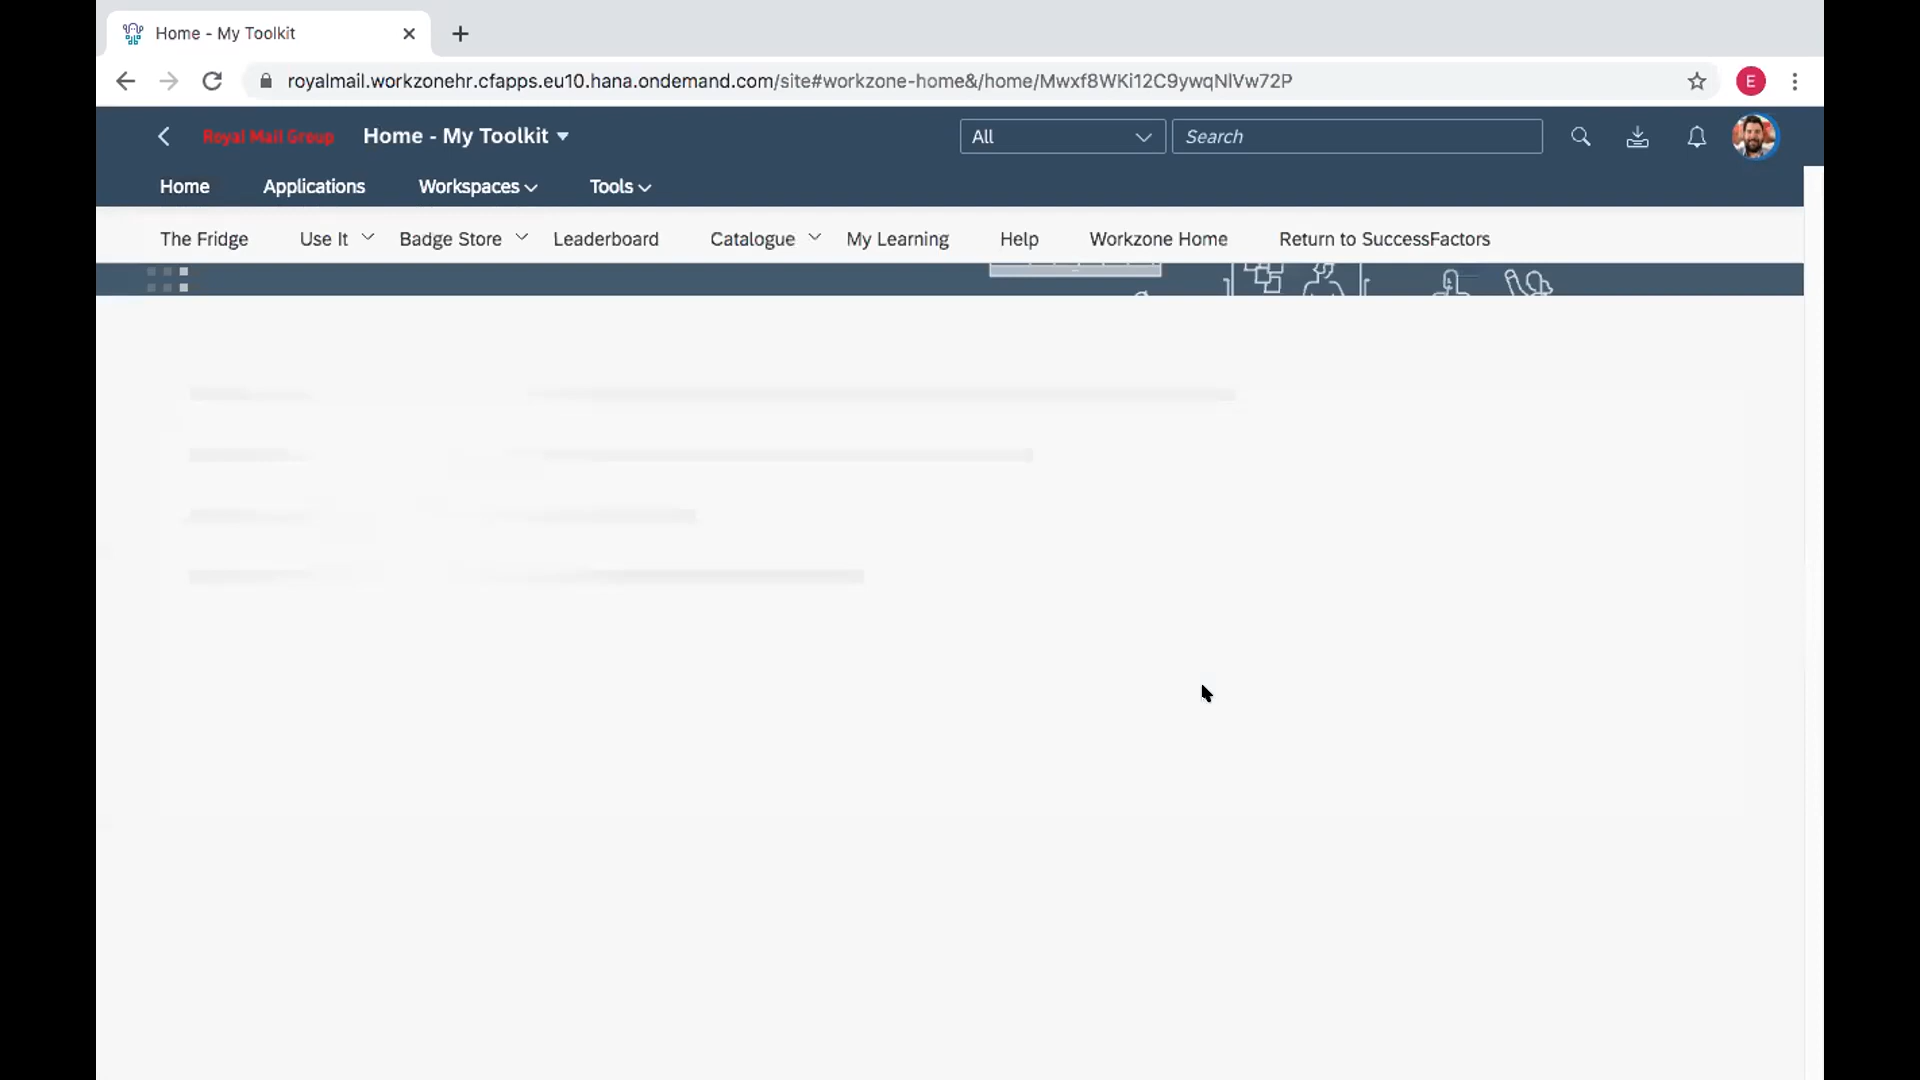 Home - My Toolkit
royalmail.workzonehr.cfapps.eu10.hana.ondemand.com/site#workzone-home&/home/Mwxf8WKi12C9ywqNlVw72P
E
Royal Mail Group Home - My Toolkit All Search
Home Applications Workspaces Tools
The Fridge Use It Badge Store Leaderboard Catalogue My Learning Help Workzone Home Return to SuccessFactors